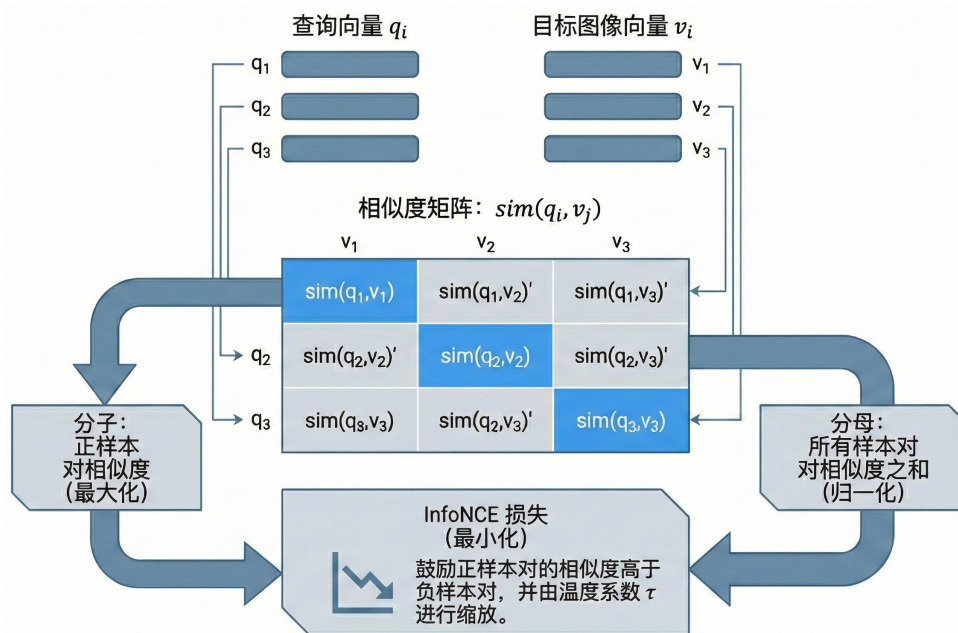 查询向量 qᵢ
目标图像向量 vᵢ
q₁
v₁
q₂
v₂
q₃
v₃
相似度矩阵：sim(qᵢ, vⱼ)
v₁ v₂ v₃
sim(q₁,v₁) sim(q₁,v₂)' sim(q₁,v₃)'
q₂ sim(q₂,v₂)' sim(q₂,v₂) sim(q₂,v₃)'
q₃ sim(q₈,v₃) sim(q₂,v₃)' sim(q₃,v₃)
分子：
正样本
对相似度
(最大化)
分母：
所有样本对
对相似度之和
(归一化)
InfoNCE 损失
(最小化)
鼓励正样本对的相似度高于
负样本对，并由温度系数 τ
进行缩放。